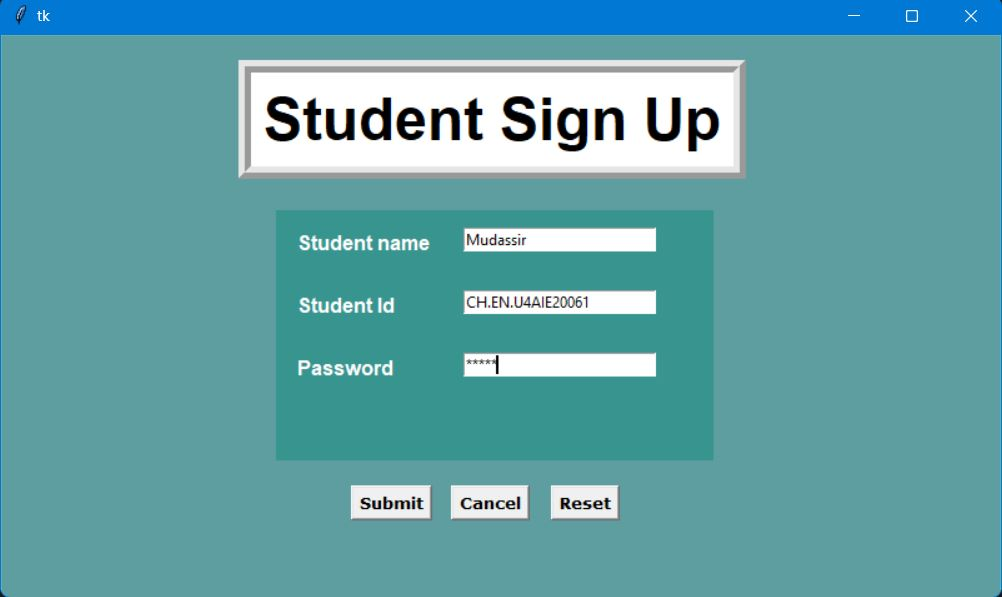 tk
Student Sign Up
Student name Mudassir
Student Id CH.EN.U4AIE20061
Password *****
Submit Cancel Reset